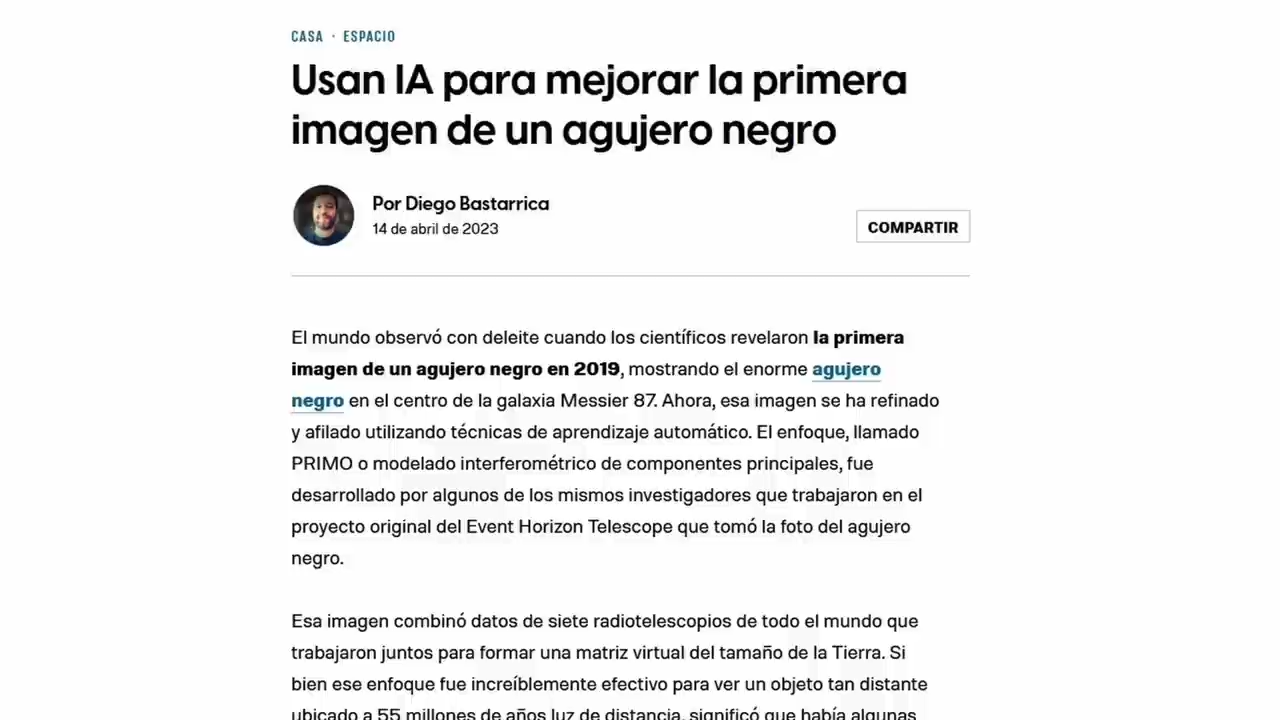 CASA · ESPACIO
Usan IA para mejorar la primera
imagen de un agujero negro
Por Diego Bastarrica
14 de abril de 2023
COMPARTIR
El mundo observó con deleite cuando los científicos revelaron la primera
imagen de un agujero negro en 2019, mostrando el enorme agujero
negro en el centro de la galaxia Messier 87. Ahora, esa imagen se ha refinado
y afilado utilizando técnicas de aprendizaje automático. El enfoque, llamado
PRIMO o modelado interferométrico de componentes principales, fue
desarrollado por algunos de los mismos investigadores que trabajaron en el
proyecto original del Event Horizon Telescope que tomó la foto del agujero
negro.
Esa imagen combinó datos de siete radiotelescopios de todo el mundo que
trabajaron juntos para formar una matriz virtual del tamaño de la Tierra. Si
bien ese enfoque fue increíblemente efectivo para ver un objeto tan distante
ubicado a 55 millones de años luz de distancia, significó que había algunas